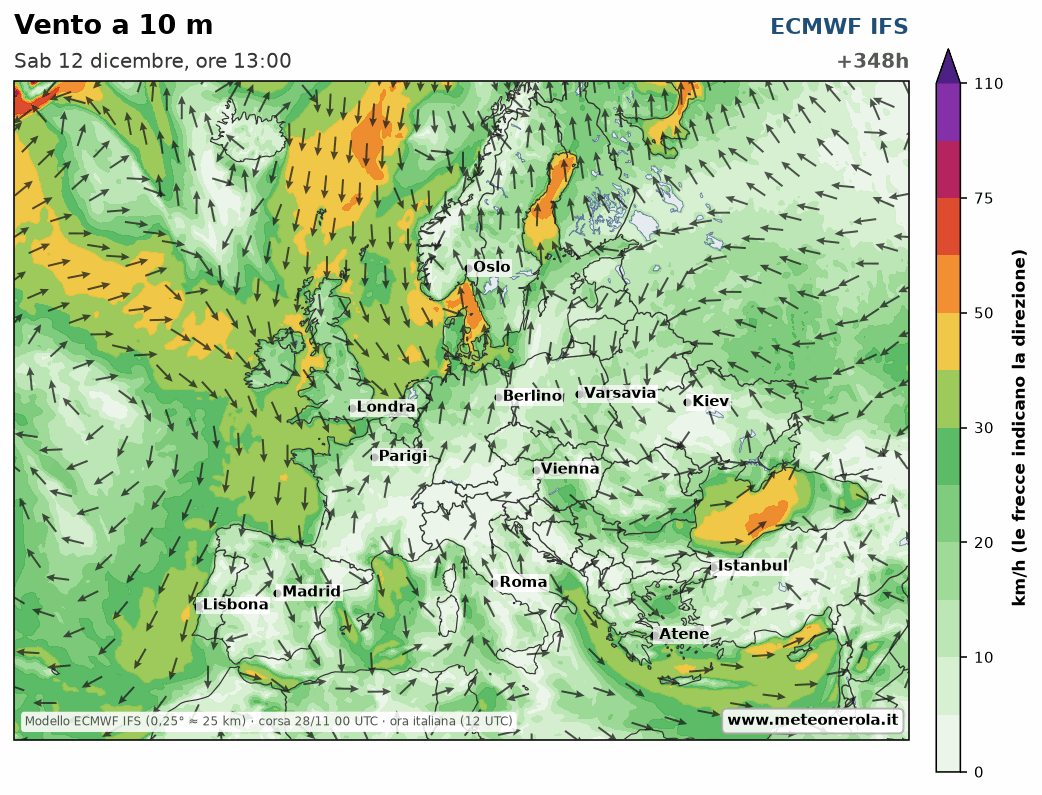 Vento a 10 m
ECMWF IFS
Sab 12 dicembre, ore 13:00
+348h
110
75
50
30
20
10
0
km/h (le frecce indicano la direzione)
Oslo
Berlino
Varsavia
Kiev
Londra
Parigi
Vienna
Istanbul
Roma
Madrid
Lisbona
Atene
Modello ECMWF IFS (0,25° ≈ 25 km) · corsa 28/11 00 UTC · ora italiana (12 UTC)
www.meteonerola.it